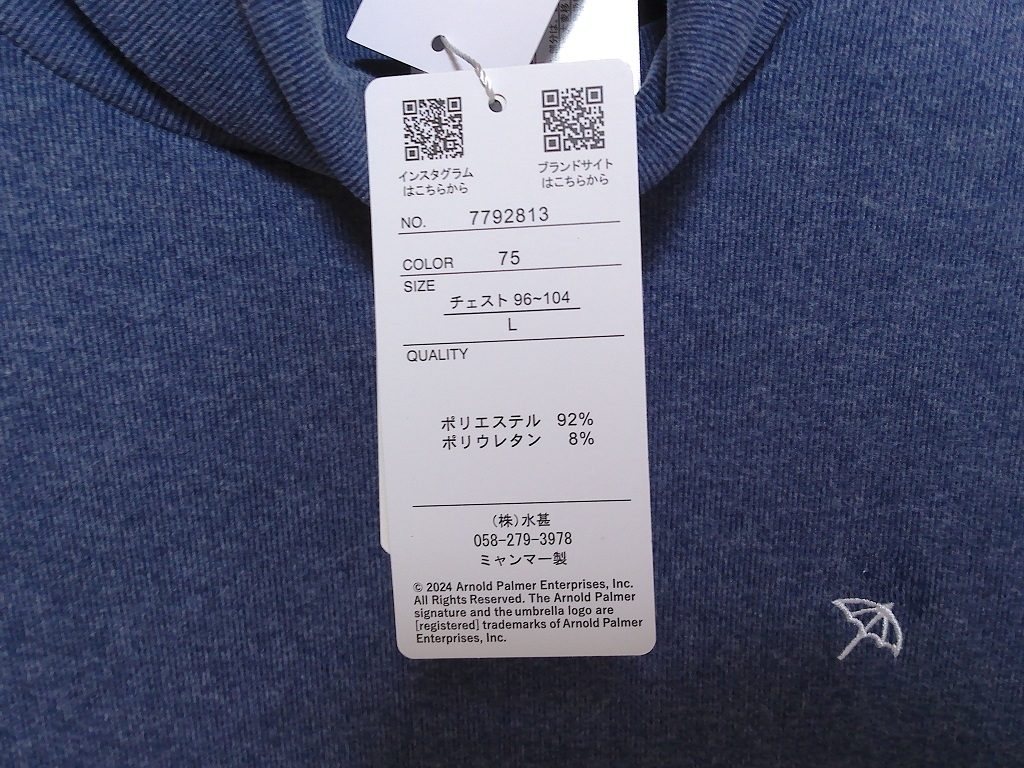 インスタグラム
はこちらから
ブランドサイト
はこちらから
NO. 7792813
COLOR 75
SIZE
チェスト 96~104
L
QUALITY
ポリエステル 92%
ポリウレタン 8%
(株)水甚
058-279-3978
ミャンマー製
© 2024 Arnold Palmer Enterprises, Inc.
All Rights Reserved. The Arnold Palmer
signature and the umbrella logo are
[registered] trademarks of Arnold Palmer
Enterprises, Inc.